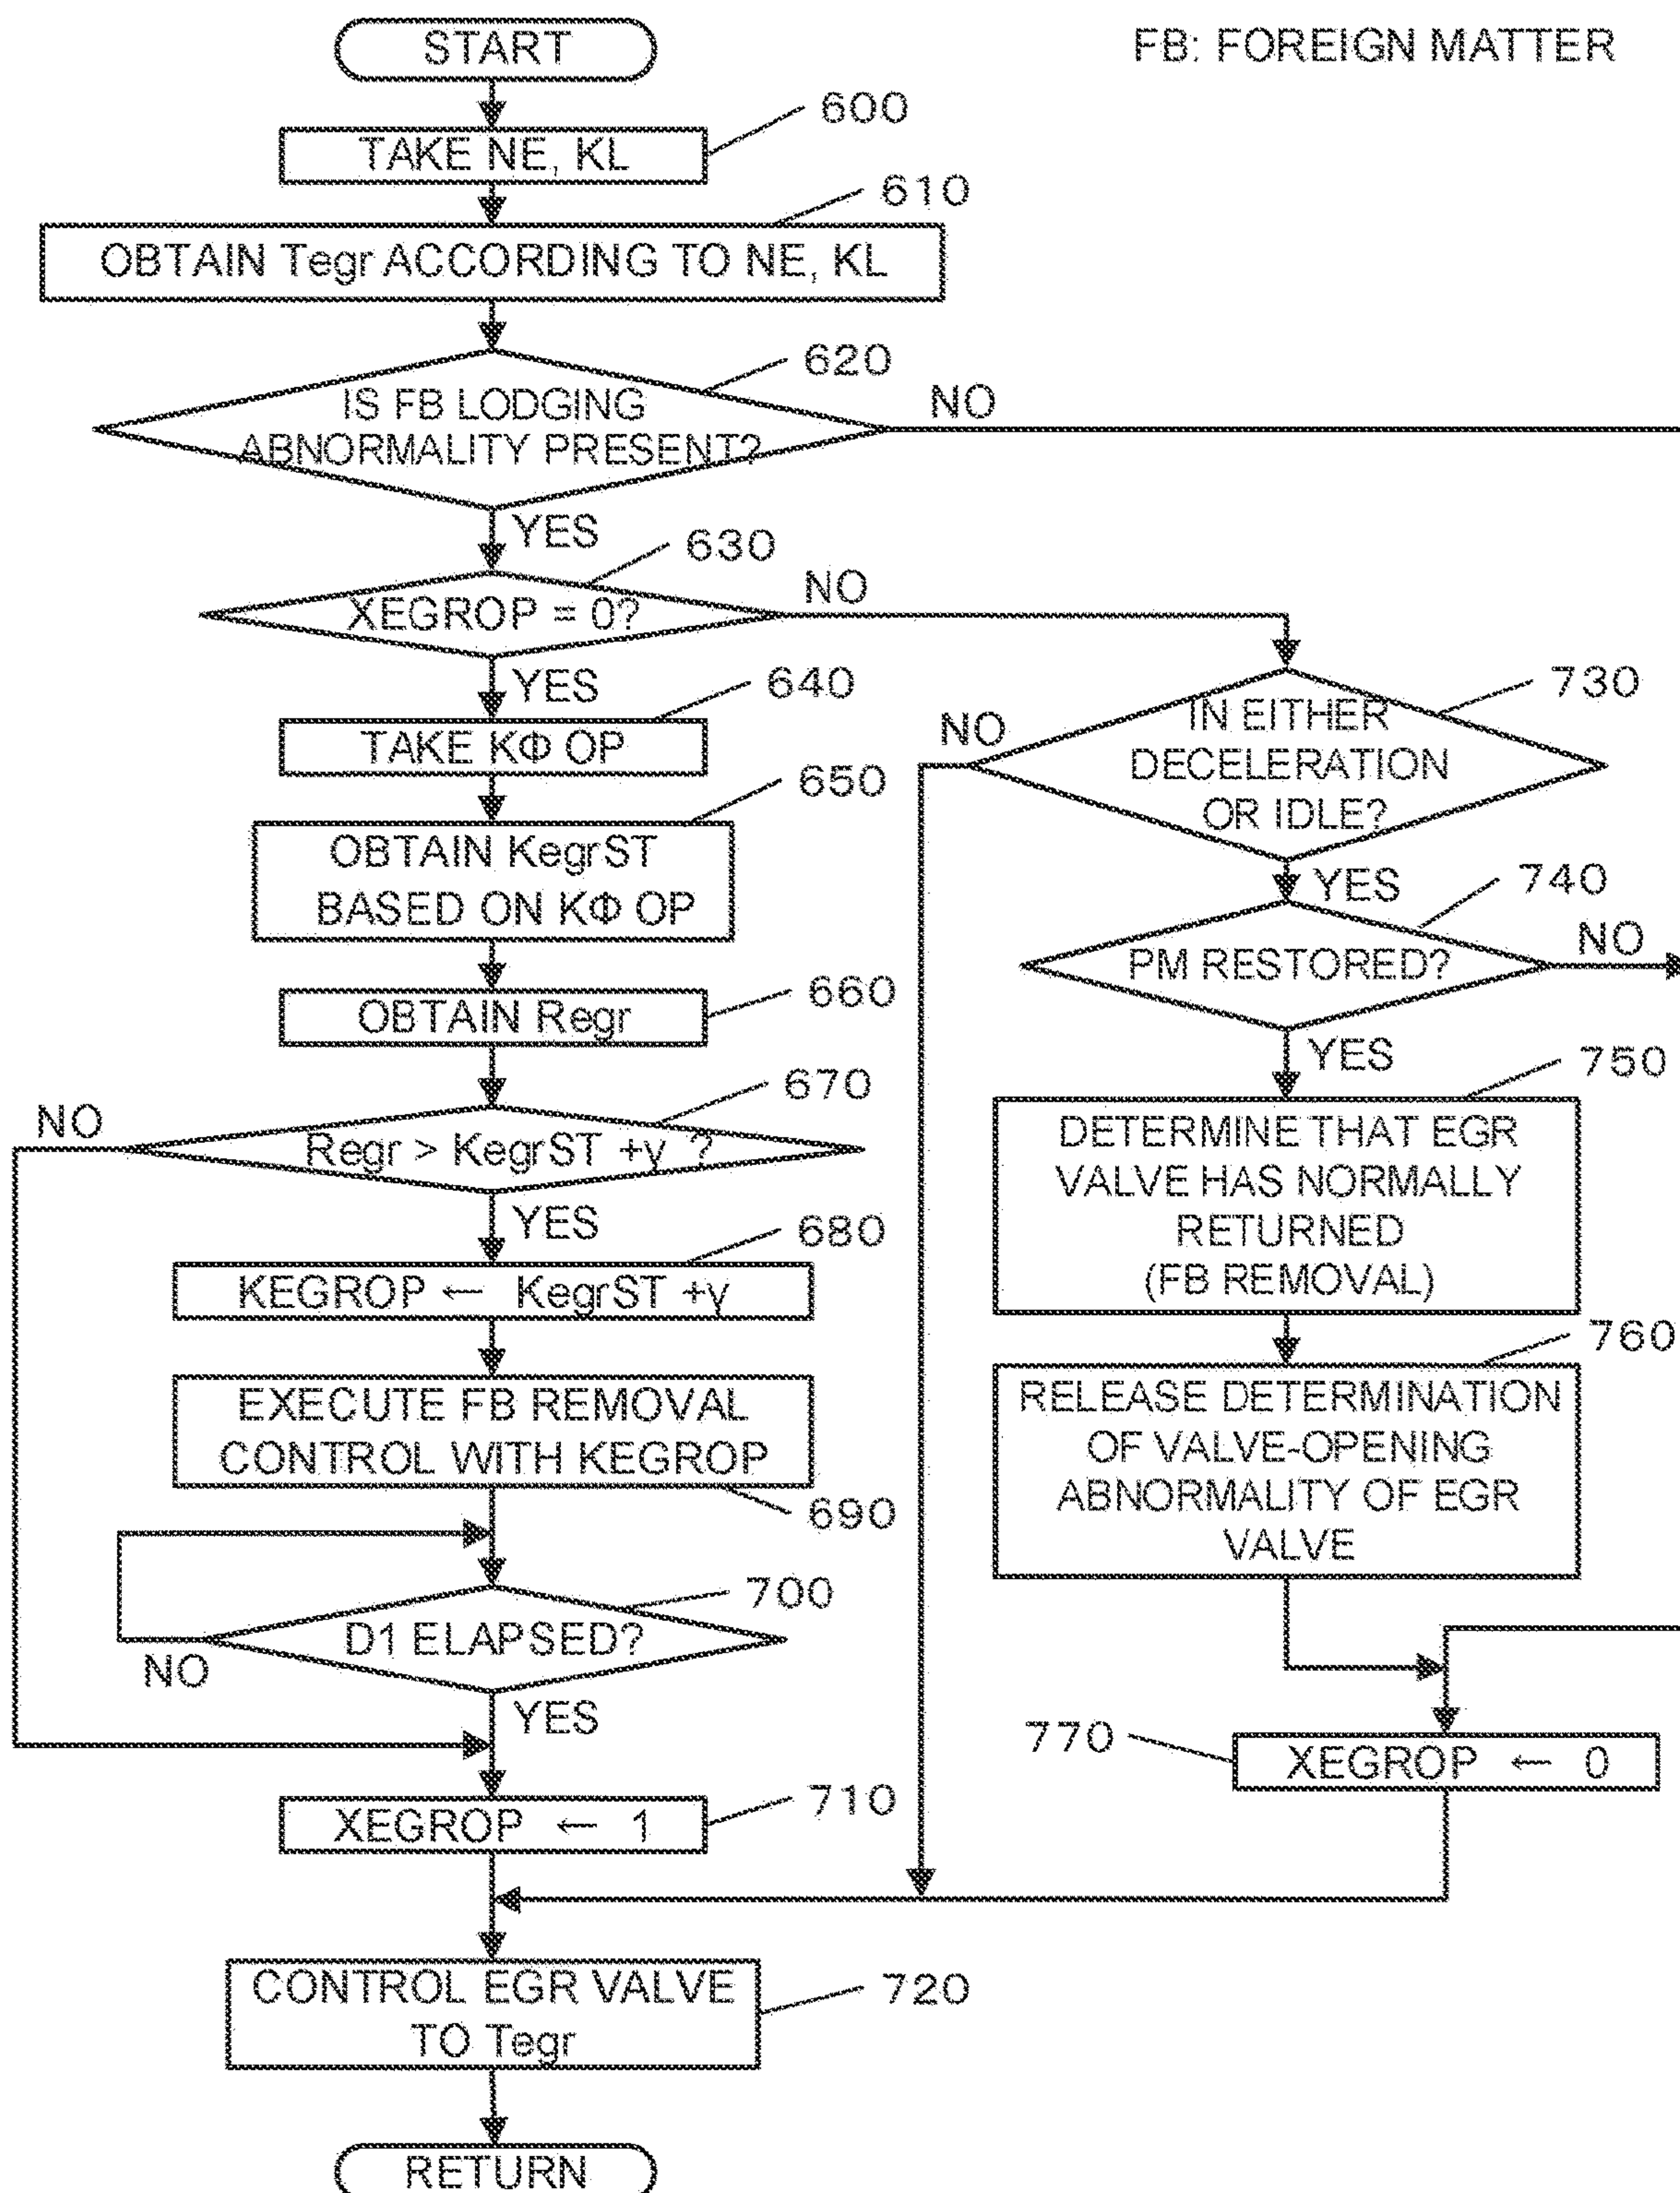 START
FB: FOREIGN MATTER
600
TAKE NE, KL
610
OBTAIN Tegr ACCORDING TO NE, KL
620
IS FB LODGING
ABNORMALITY PRESENT?
NO
YES
630
XEGROP = 0?
NO
YES
640
TAKE KΦ OP
650
OBTAIN KegrST
BASED ON KΦ OP
660
OBTAIN Regr
670
NO
Regr > KegrST +γ ?
YES
680
KEGROP ← KegrST +γ
EXECUTE FB REMOVAL
CONTROL WITH KEGROP
690
700
D1 ELAPSED?
NO
YES
710
XEGROP ← 1
CONTROL EGR VALVE
TO Tegr
720
RETURN
730
NO
IN EITHER
DECELERATION
OR IDLE?
YES
740
PM RESTORED?
NO
YES
750
DETERMINE THAT EGR
VALVE HAS NORMALLY
RETURNED
(FB REMOVAL)
760
RELEASE DETERMINATION
OF VALVE-OPENING
ABNORMALITY OF EGR
VALVE
770
XEGROP ← 0